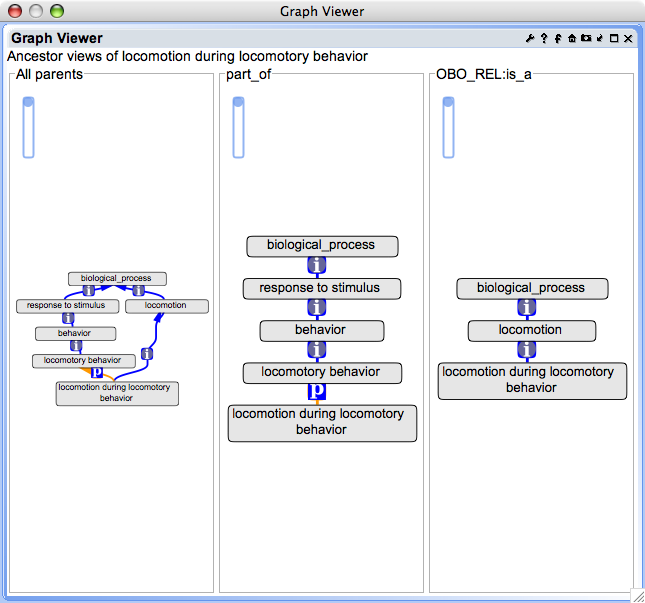 Graph Viewer
Graph Viewer
Ancestor views of locomotion during locomotory behavior
All parents
biological_process
i
i
response to stimulus
locomotion
i
behavior
i
i
locomotory behavior
p
locomotion during locomotory
behavior
part_of
biological_process
i
response to stimulus
i
behavior
i
locomotory behavior
p
locomotion during locomotory
behavior
OBO_REL:is_a
biological_process
i
locomotion
i
locomotion during locomotory
behavior